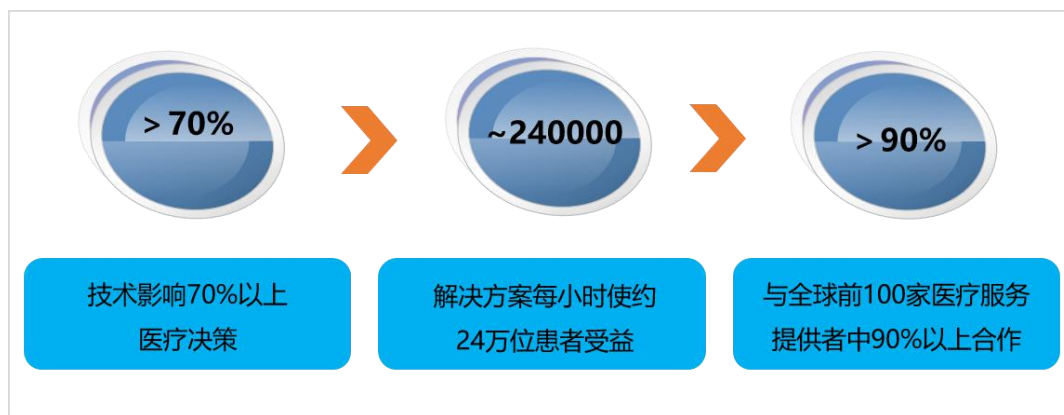 > 70%
~240000
> 90%
技术影响70%以上
医疗决策
解决方案每小时使约
24万位患者受益
与全球前100家医疗服务
提供者中90%以上合作